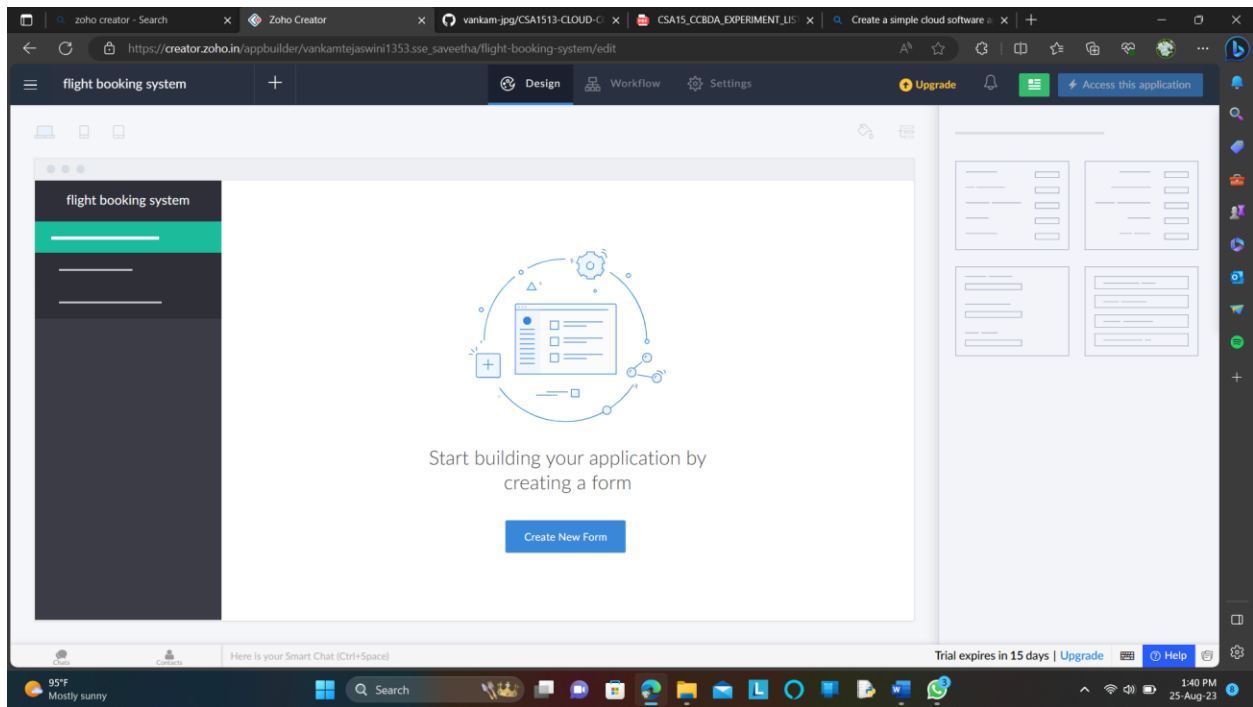 zoho creator - Search
Zoho Creator
vankam-jpg/CSA1513-CLOUD-C
CSA15_CCBDA_EXPERIMENT_LIS
Create a simple cloud software a
https://creator.zoho.in/appbuilder/vankamtejaswini1353.sse_saveetha/flight-booking-system/edit
flight booking system
Design
Workflow
Settings
Upgrade
Access this application
flight booking system
Start building your application by
creating a form
Create New Form
Chats
Contacts
Here is your Smart Chat (Ctrl+Space)
Trial expires in 15 days | Upgrade
Help
95°F
Mostly sunny
Search
3
1:40 PM
25-Aug-23
8